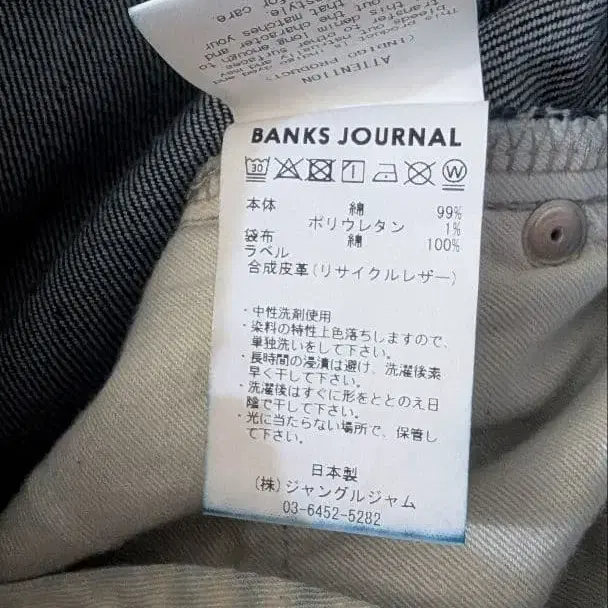 ATTENTION
(INDIGO PRODUCT)
BANKS JOURNAL
30
W
本体 綿 99%
ポリウレタン 1%
袋布 綿 100%
ラベル
合成皮革(リサイクルレザー)
・中性洗剤使用
・染料の特性上色落ちしますので、
単独洗いをして下さい。
・長時間の浸漬は避け、洗濯後素
早く干して下さい。
・洗濯後はすぐに形をととのえ日
陰で干して下さい。
・光に当たらない場所で、保管し
て下さい。
日本製
(株)ジャングルジャム
03-6452-5282